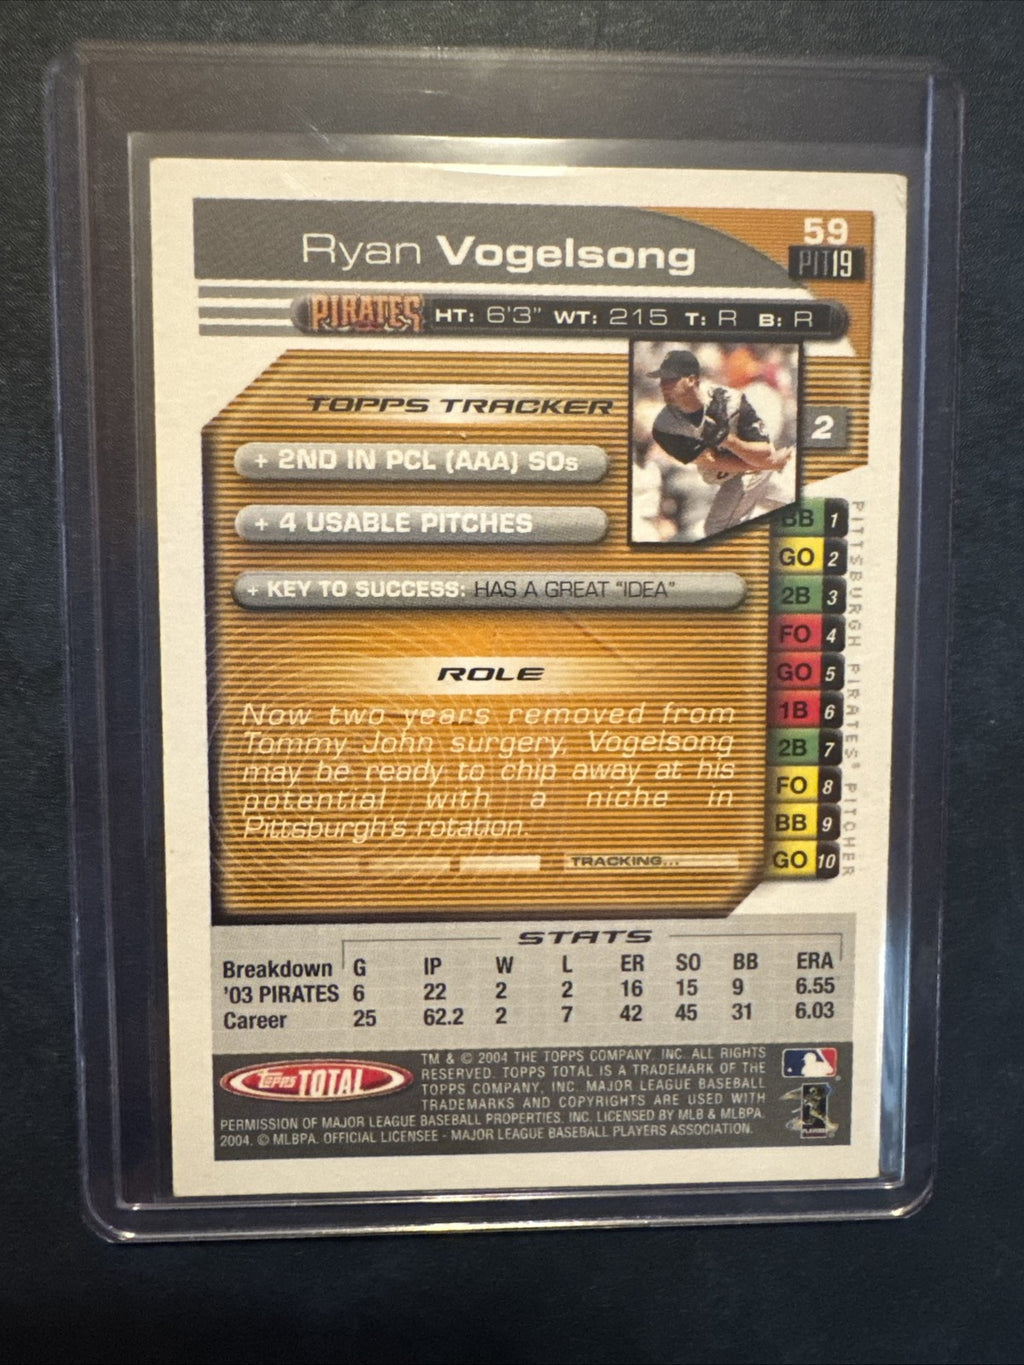 Ryan Vogelsong
59
PIT19
PIRATES HT: 6'3" WT: 215 T: R B: R
TOPPS TRACKER
2
+ 2ND IN PCL (AAA) SOs
+ 4 USABLE PITCHES
+ KEY TO SUCCESS: HAS A GREAT "IDEA"
BB 1
GO 2
2B 3
FO 4
GO 5
1B 6
2B 7
FO 8
BB 9
GO 10
PITTSBURGH PIRATES® PITCHER
ROLE
Now two years removed from
Tommy John surgery, Vogelsong
may be ready to chip away at his
potential with a niche in
Pittsburgh's rotation.
TRACKING...
STATS
Breakdown G IP W L ER SO BB ERA
'03 PIRATES 6 22 2 2 16 15 9 6.55
Career 25 62.2 2 7 42 45 31 6.03
Topps TOTAL
TM & © 2004 THE TOPPS COMPANY, INC. ALL RIGHTS
RESERVED. TOPPS TOTAL IS A TRADEMARK OF THE
TOPPS COMPANY, INC. MAJOR LEAGUE BASEBALL
TRADEMARKS AND COPYRIGHTS ARE USED WITH
PERMISSION OF MAJOR LEAGUE BASEBALL PROPERTIES, INC. LICENSED BY MLB & MLBPA.
2004. © MLBPA. OFFICIAL LICENSEE - MAJOR LEAGUE BASEBALL PLAYERS ASSOCIATION.
PLAYERS